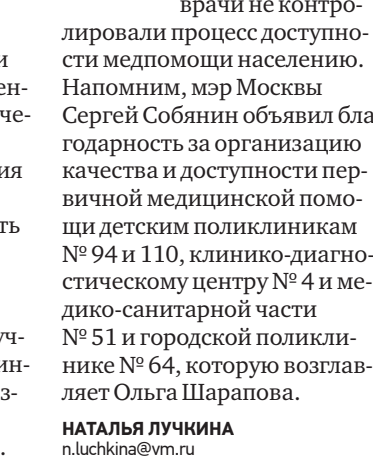 врачи не контро-
лировали процесс доступно-
сти медпомощи населению.
Напомним, мэр Москвы
Сергей Собянин объявил бла
годарность за организацию
качества и доступности пер-
вичной медицинской помо-
щи детским поликлиникам
№ 94 и 110, клинико-диагно-
стическому центру № 4 и ме-
дико-санитарной части
№ 51 и городской поликли-
нике № 64, которую возглав-
ляет Ольга Шарапова.
НАТАЛЬЯ ЛУЧКИНА
n.luchkina@vm.ru